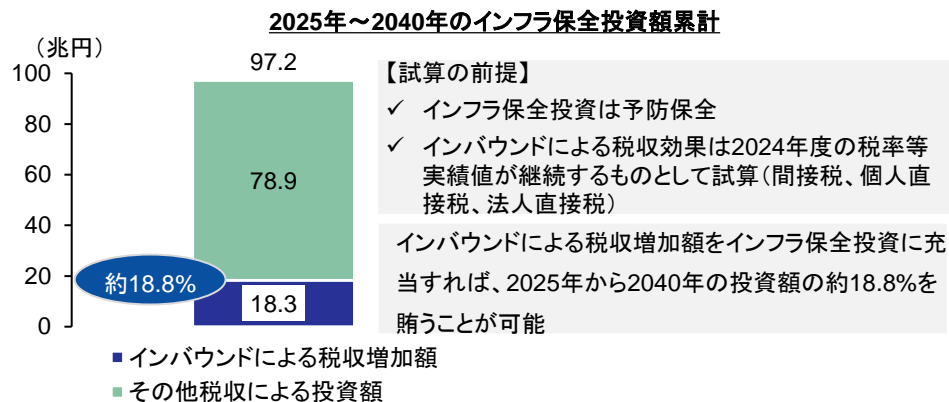 2025年～2040年のインフラ保全投資額累計
（兆円）
100
80
60
40
20
0
97.2
78.9
18.3
約18.8%
■ インバウンドによる税収増加額
■ その他税収による投資額
【試算の前提】
✓ インフラ保全投資は予防保全
✓ インバウンドによる税収効果は2024年度の税率等
実績値が継続するものとして試算（間接税、個人直
接税、法人直接税）
インバウンドによる税収増加額をインフラ保全投資に充
当すれば、2025年から2040年の投資額の約18.8%を
賄うことが可能